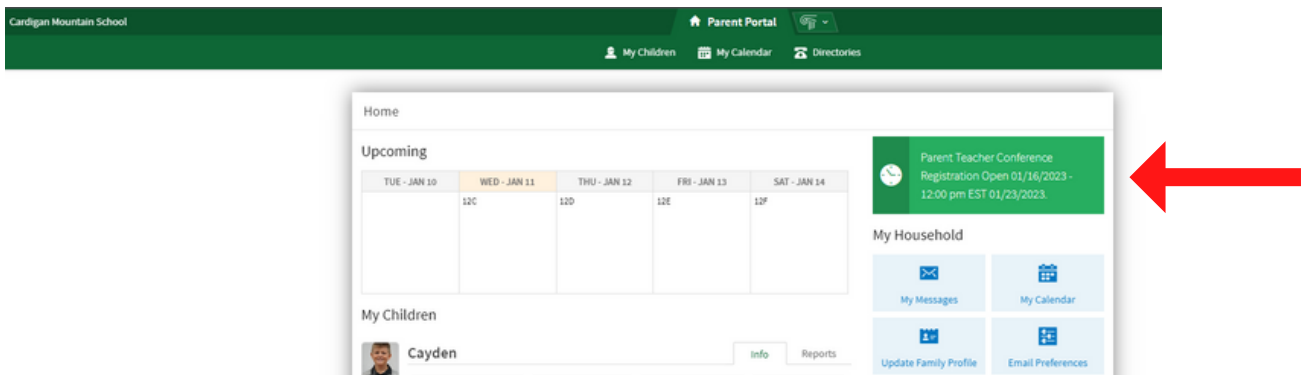 Cardigan Mountain School
Parent Portal
My Children My Calendar Directories
Home
Upcoming
TUE - JAN 10 WED - JAN 11 THU - JAN 12 FRI - JAN 13 SAT - JAN 14
12C 12D 12E 12F
Parent Teacher Conference
Registration Open 01/16/2023 -
12:00 pm EST 01/23/2023.
My Household
My Messages My Calendar
Update Family Profile Email Preferences
My Children
Cayden Info Reports